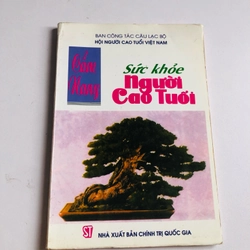 BAN CÔNG TÁC CÂU LẠC BỘ
HỘI NGƯỜI CAO TUỔI VIỆT NAM
Cẩm
Nang
Sức khỏe
Người
Cao Tuổi
ST
NHÀ XUẤT BẢN CHÍNH TRỊ QUỐC GIA